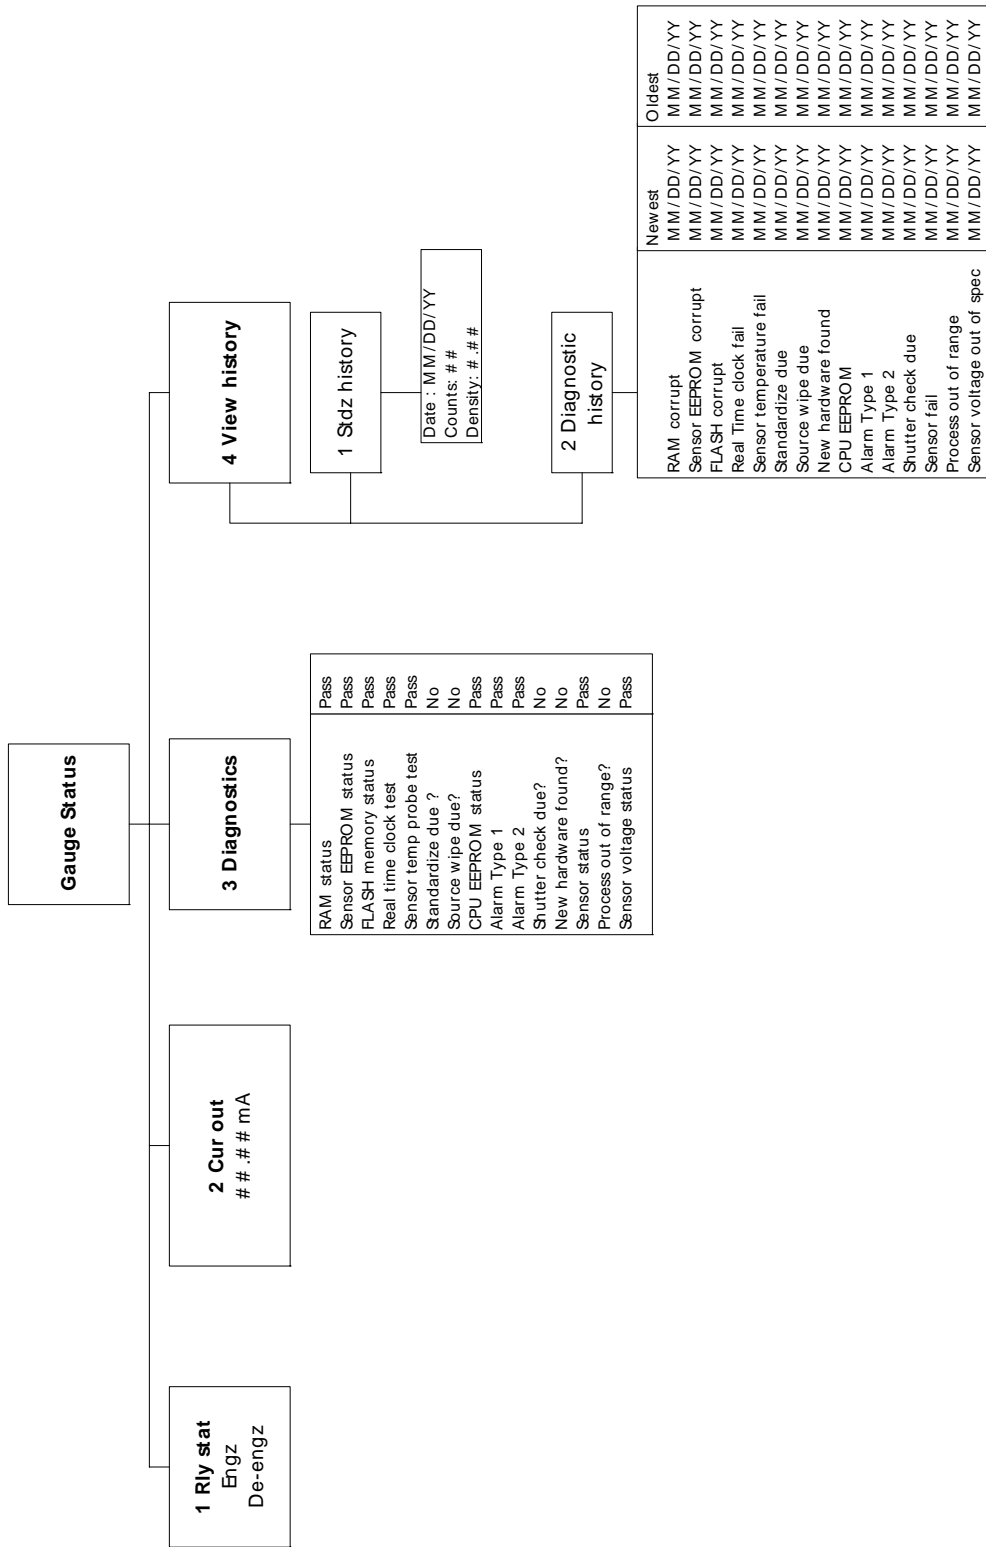 Gauge Status
1 Rly stat
Engz
De-engz
2 Cur out
# # .# # mA
3 Diagnostics
RAM status Pass
Sensor EEPROM status Pass
FLASH memory status Pass
Real time clock test Pass
Sensor temp probe test Pass
Standardize due ? No
Source wipe due? No
CPU EEPROM status Pass
Alarm Type 1 Pass
Alarm Type 2 Pass
Shutter check due? No
New hardware found? No
Sensor status Pass
Process out of range? No
Sensor voltage status Pass
4 View history
1 Stdz history
Date : MM/DD/YY
Counts: # #
Density: # .# #
2 Diagnostic
history
Newest Oldest
RAM corrupt MM/DD/YY MM/DD/YY
Sensor EEPROM corrupt MM/DD/YY MM/DD/YY
FLASH corrupt MM/DD/YY MM/DD/YY
Real Time clock fail MM/DD/YY MM/DD/YY
Sensor temperature fail MM/DD/YY MM/DD/YY
Standardize due MM/DD/YY MM/DD/YY
Source wipe due MM/DD/YY MM/DD/YY
New hardware found MM/DD/YY MM/DD/YY
CPU EEPROM MM/DD/YY MM/DD/YY
Alarm Type 1 MM/DD/YY MM/DD/YY
Alarm Type 2 MM/DD/YY MM/DD/YY
Shutter check due MM/DD/YY MM/DD/YY
Sensor fail MM/DD/YY MM/DD/YY
Process out of range MM/DD/YY MM/DD/YY
Sensor voltage out of spec MM/DD/YY MM/DD/YY